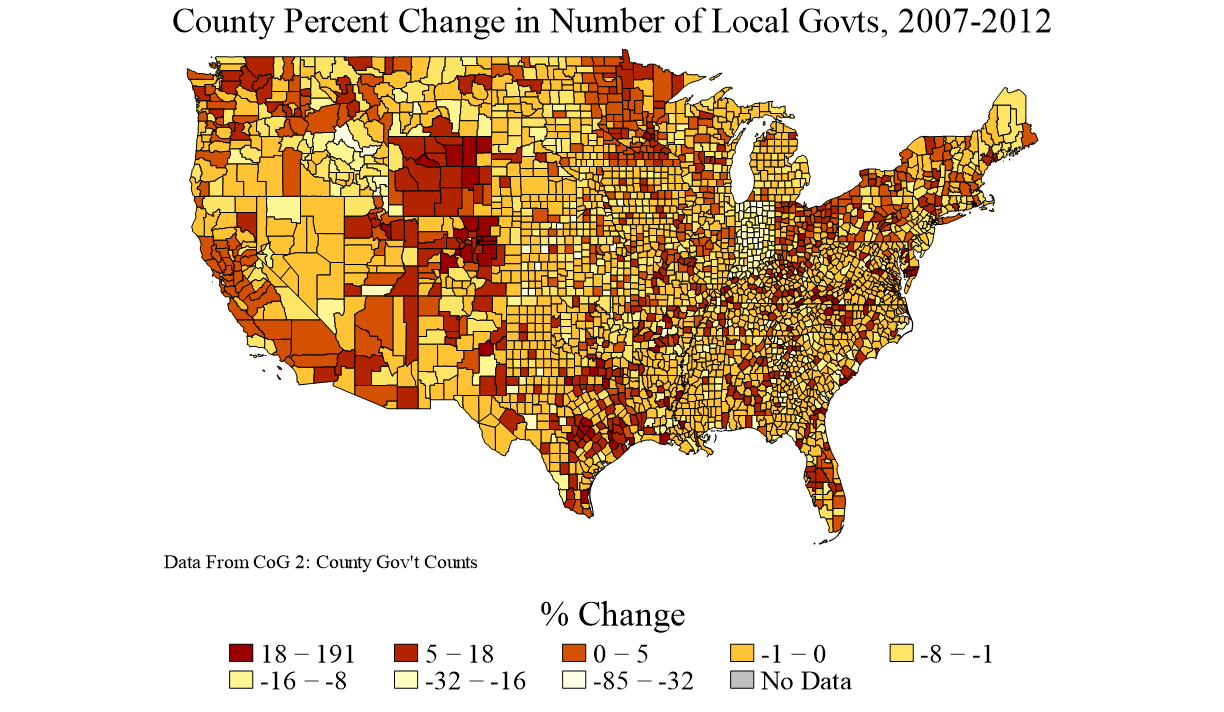 County Percent Change in Number of Local Govts, 2007-2012
Data From CoG 2: County Gov't Counts
% Change
18 − 191 5 − 18 0 − 5 -1 − 0 -8 − -1
-16 − -8 -32 − -16 -85 − -32 No Data